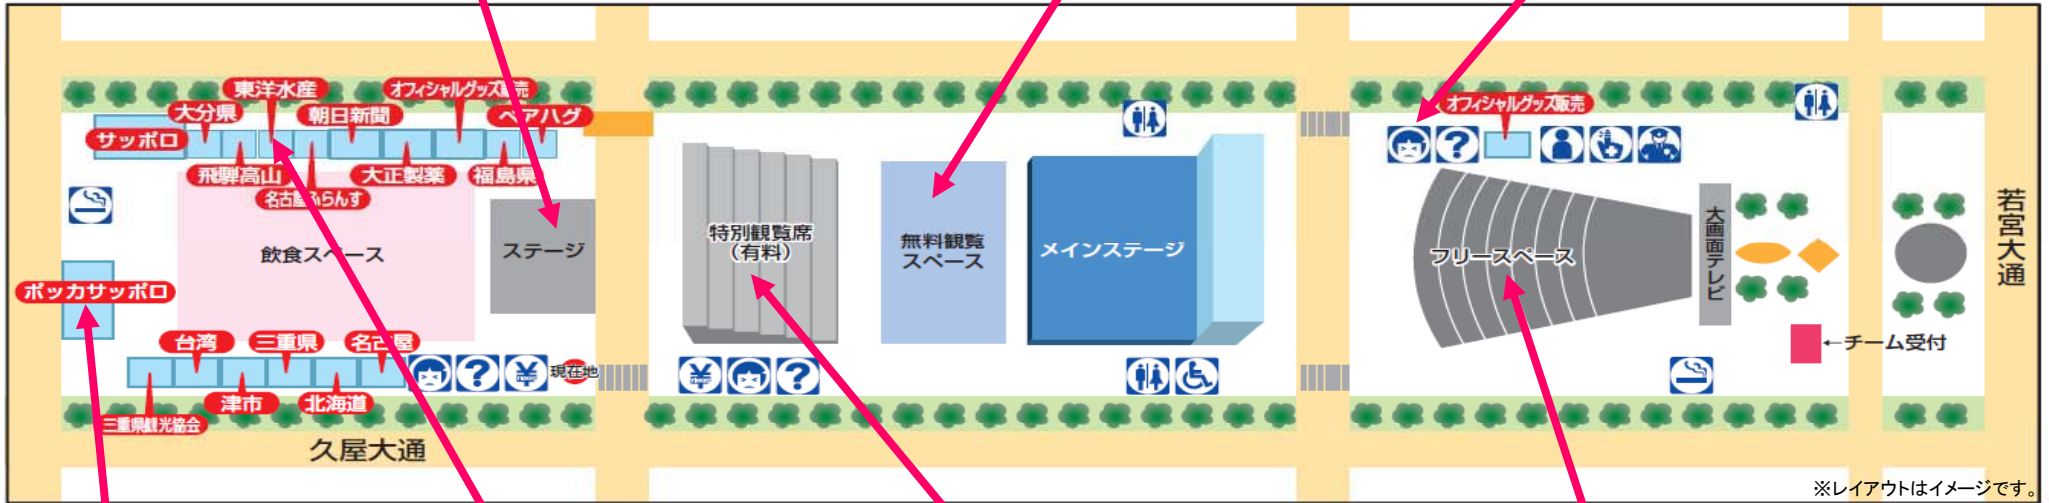 東洋水産
オフィシャルグッズ販売
大分県
朝日新聞
ベアハグ
サッポロ
飛騨高山
大正製薬
福島県
名古屋ふらんす
飲食スペース
ステージ
ポッカサッポロ
台湾
三重県
名古屋
現在地
津市
北海道
三重県観光協会
久屋大通
特別観覧席
（有料）
無料観覧
スペース
メインステージ
オフィシャルグッズ販売
フリースペース
大画面テレビ
←チーム受付
若宮大通
※レイアウトはイメージです。